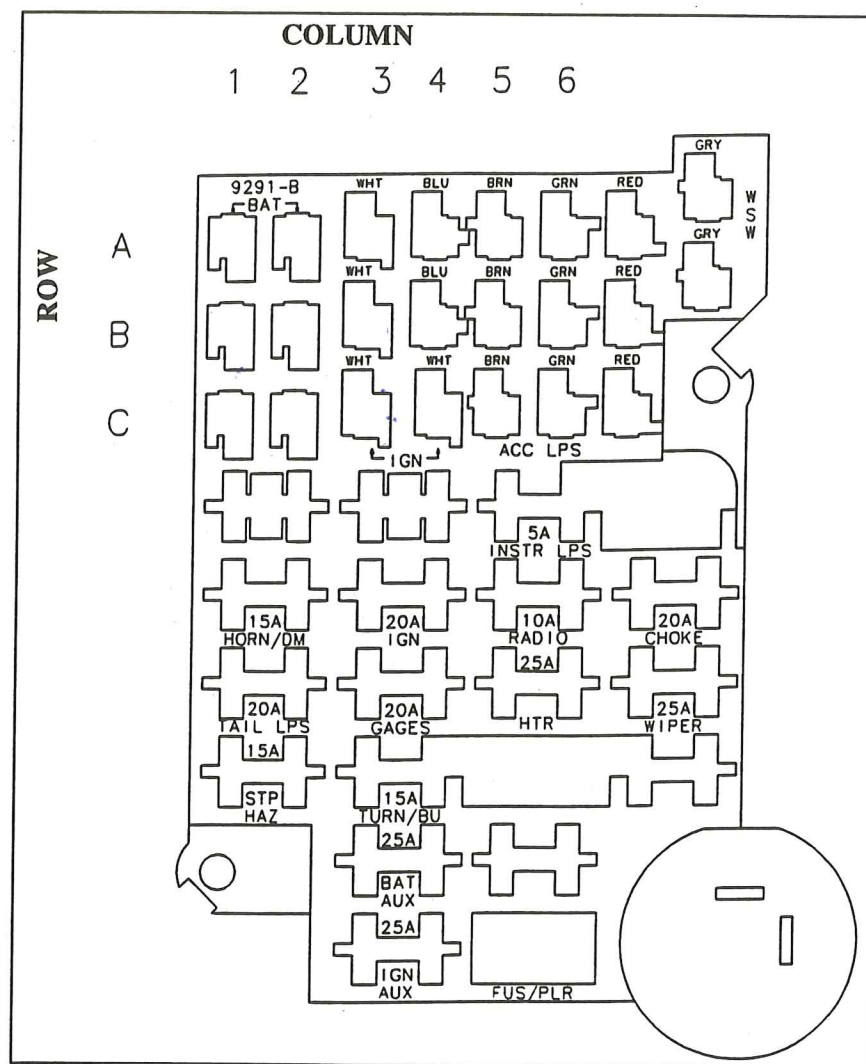 COLUMN
1 2 3 4 5 6
GRY
9291-B WHT BLU BRN GRN RED
BAT
WSW
ROW
A
GRY
WHT BLU BRN GRN RED
B
WHT WHT BRN GRN RED
C
IGN ACC LPS
5A
INSTR LPS
15A 20A 10A 20A
HORN/DM IGN RADIO CHOKE
25A
20A 20A 25A
TAIL LPS GAGES HTR WIPER
15A
STP 15A
HAZ TURN/BU
25A
BAT
AUX
25A
IGN
AUX FUS/PLR